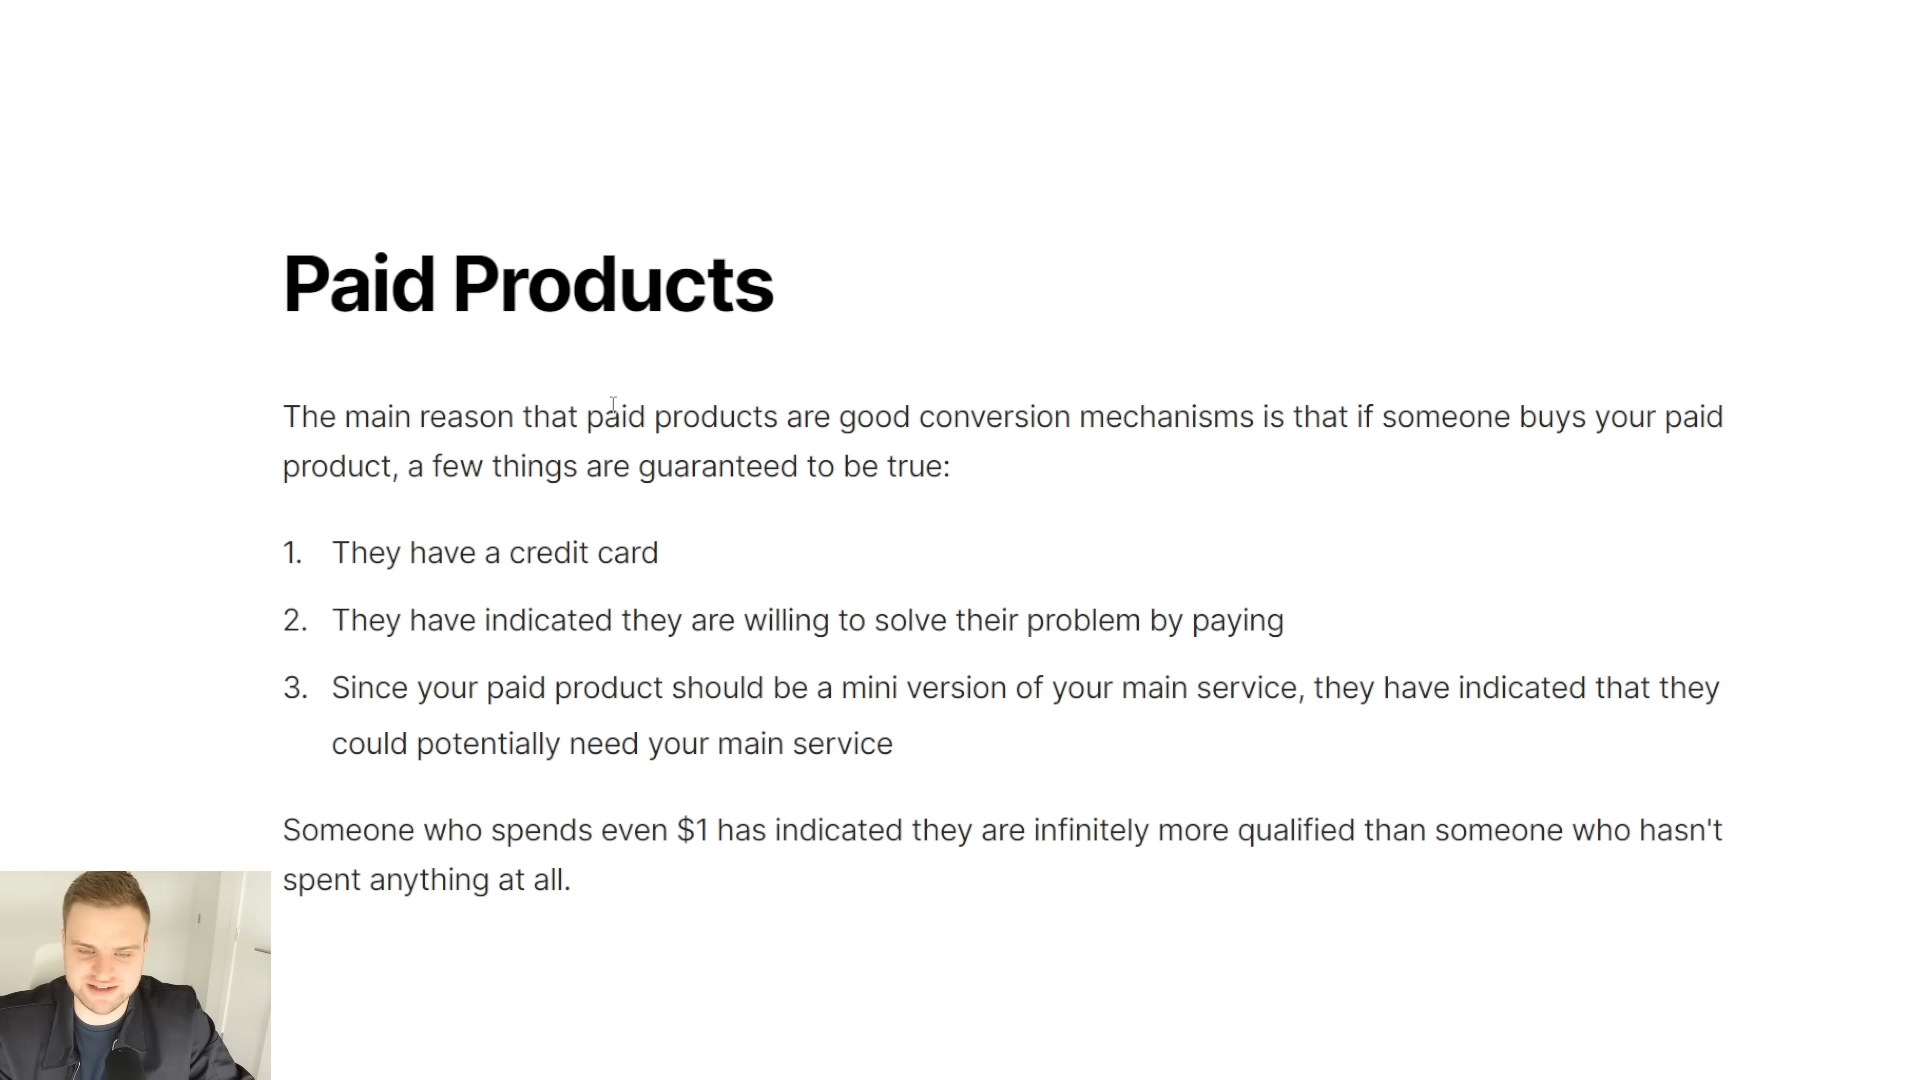 Paid Products
The main reason that paid products are good conversion mechanisms is that if someone buys your paid
product, a few things are guaranteed to be true:
1. They have a credit card
2. They have indicated they are willing to solve their problem by paying
3. Since your paid product should be a mini version of your main service, they have indicated that they
could potentially need your main service
Someone who spends even $1 has indicated they are infinitely more qualified than someone who hasn't
spent anything at all.